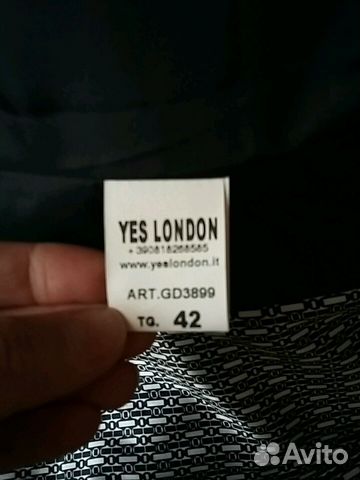 YES LONDON
+390818268585
www.yeslondon.it
ART.GD3899
TG. 42
Avito